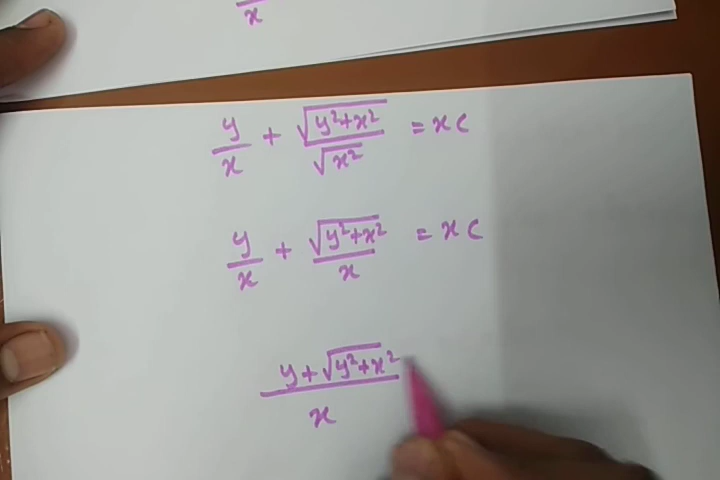 x
y/x + √(y²+x²)/√x² = xc
y/x + √(y²+x²)/x = xc
(y+√(y²+x²))/x